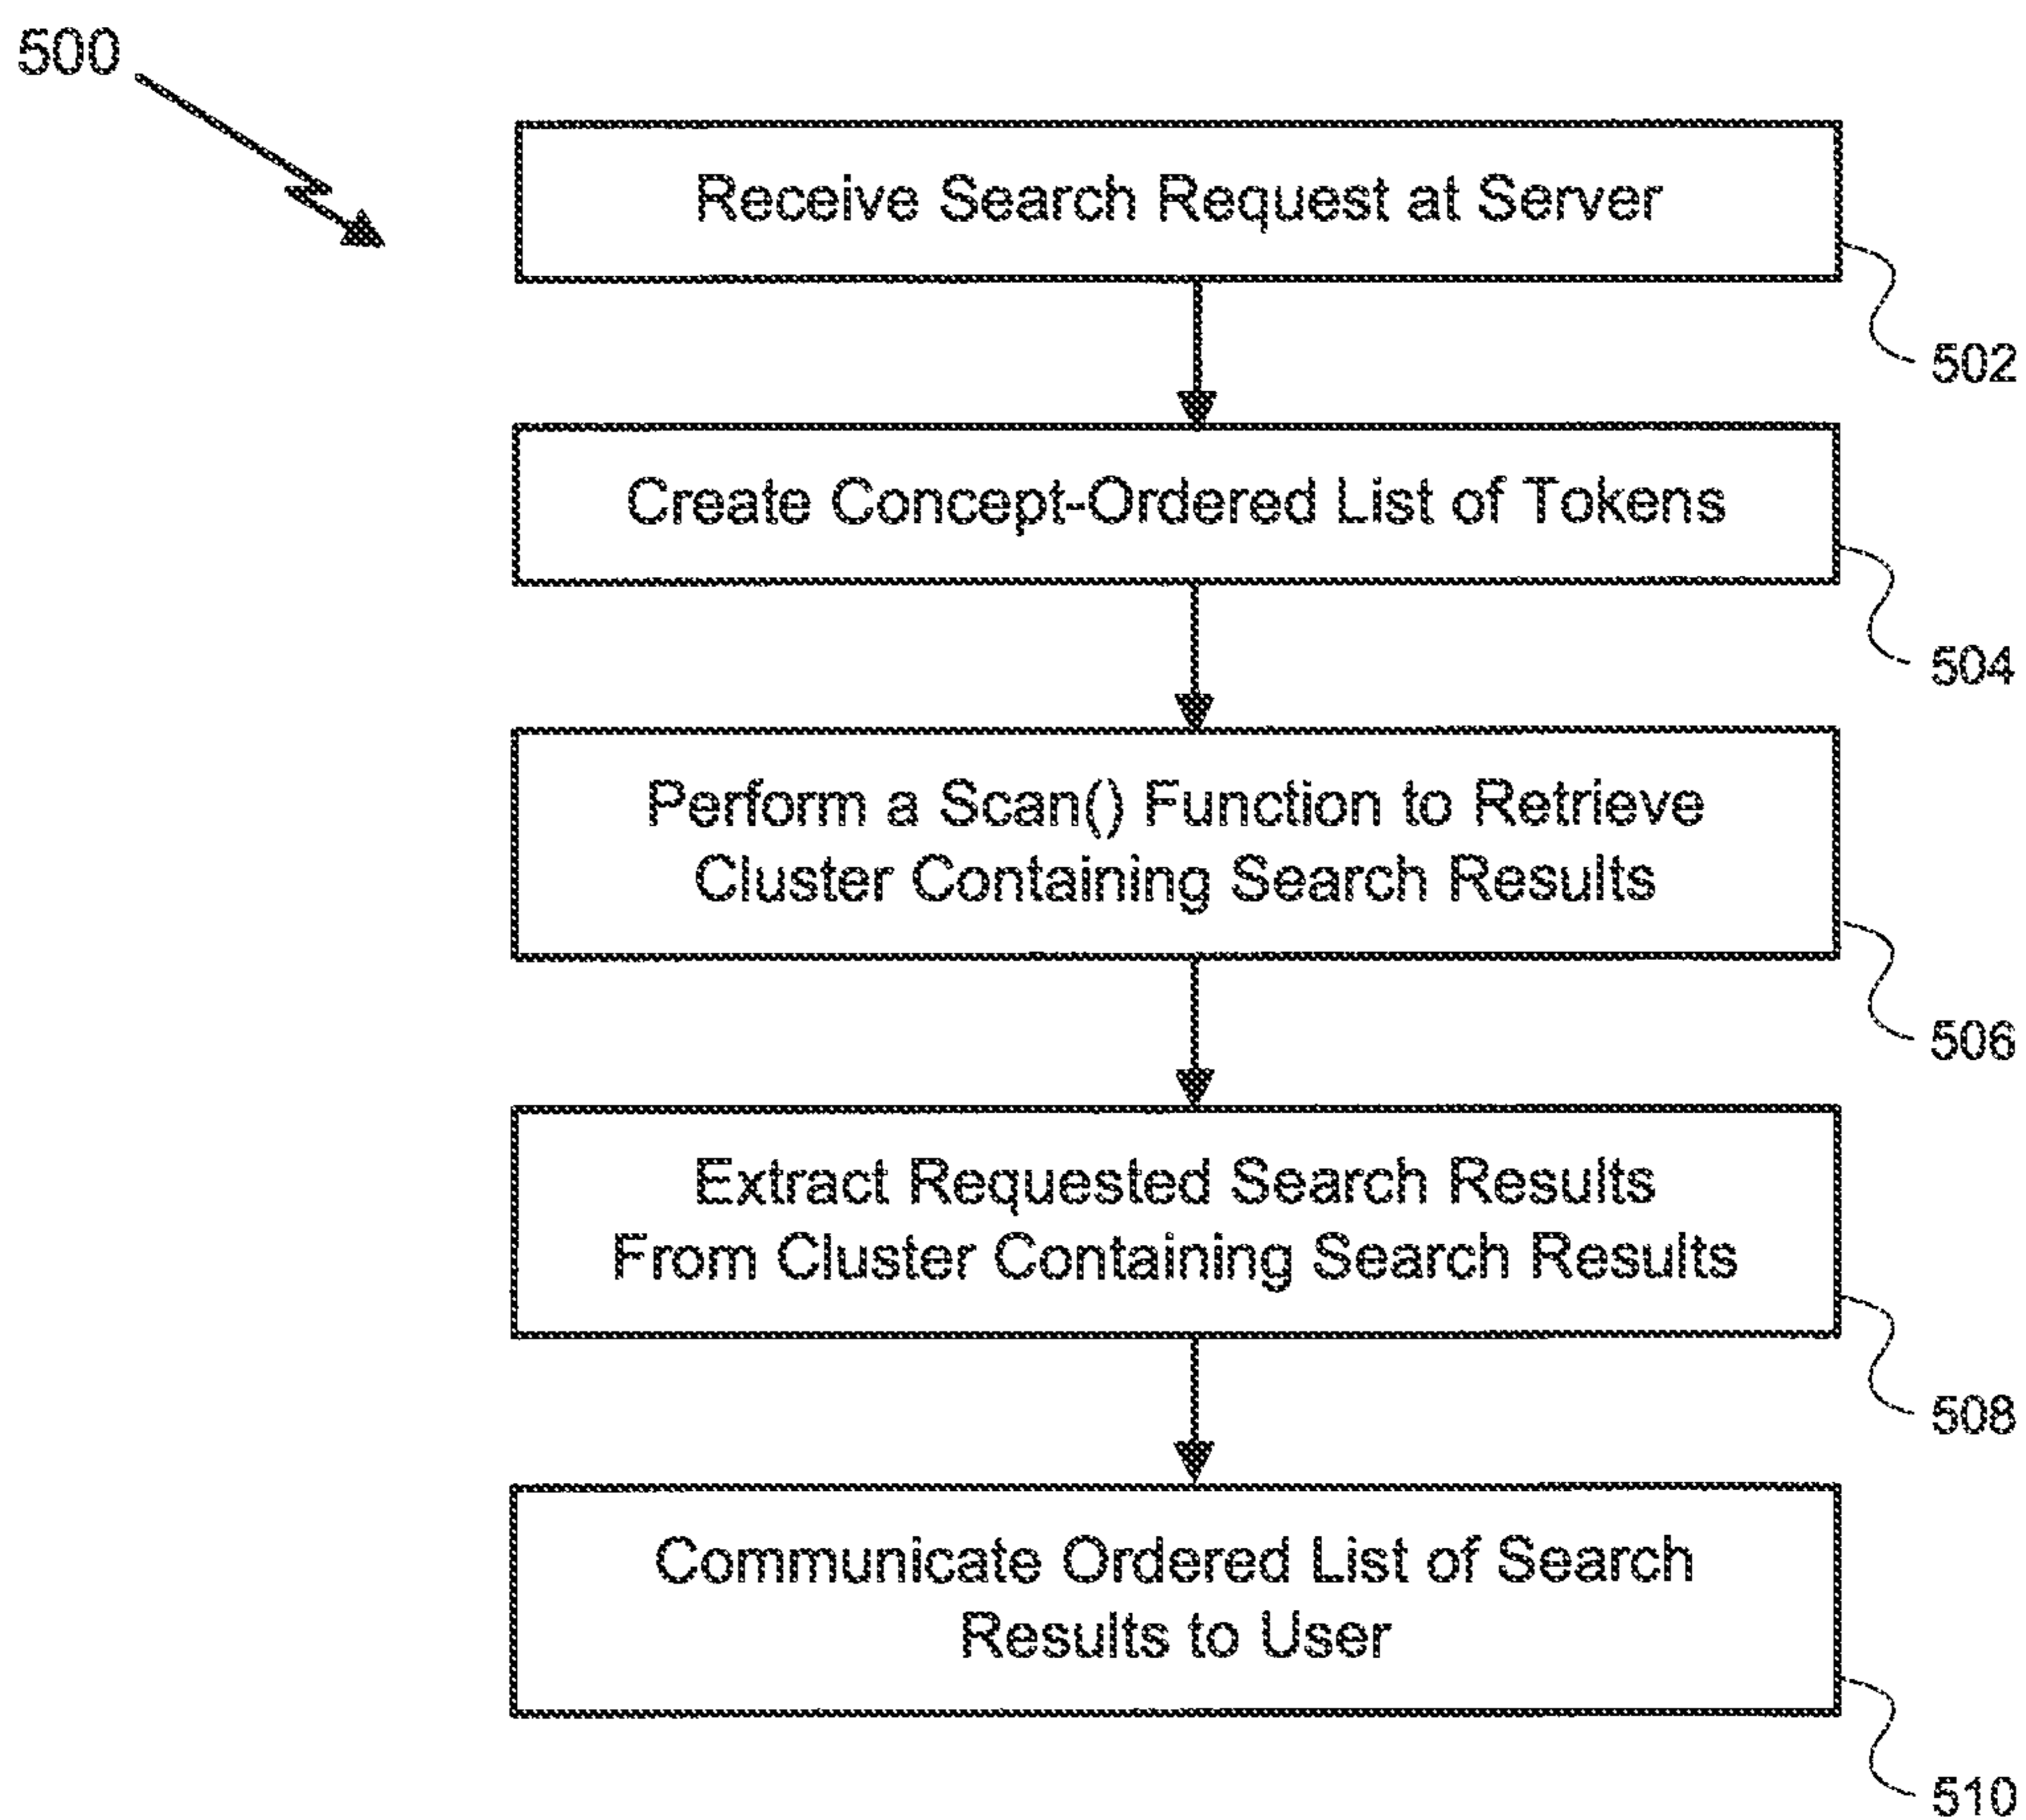 500
Receive Search Request at Server
502
Create Concept-Ordered List of Tokens
504
Perform a Scan() Function to Retrieve
Cluster Containing Search Results
506
Extract Requested Search Results
From Cluster Containing Search Results
508
Communicate Ordered List of Search
Results to User
510